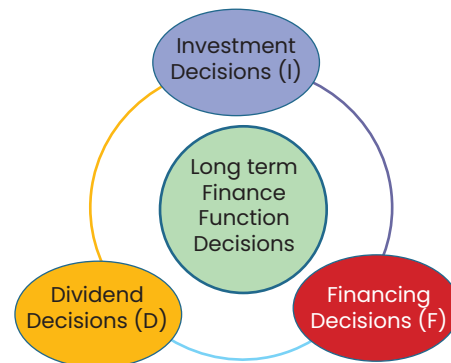 Investment
Decisions (I)
Long term
Finance
Function
Decisions
Dividend
Decisions (D)
Financing
Decisions (F)